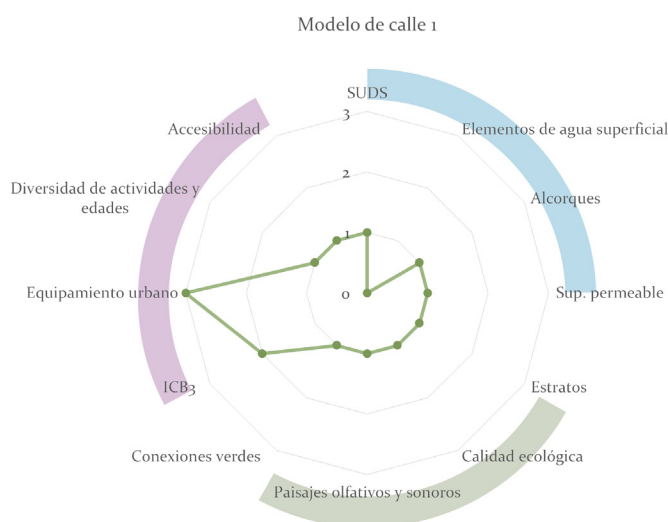 Modelo de calle 1
SUDS
3
Accesibilidad
Elementos de agua superficial
2
Diversidad de actividades y
edades
Alcorques
1
Equipamiento urbano
0
Sup. permeable
ICB3
Estratos
Conexiones verdes
Calidad ecológica
Paisajes olfativos y sonoros